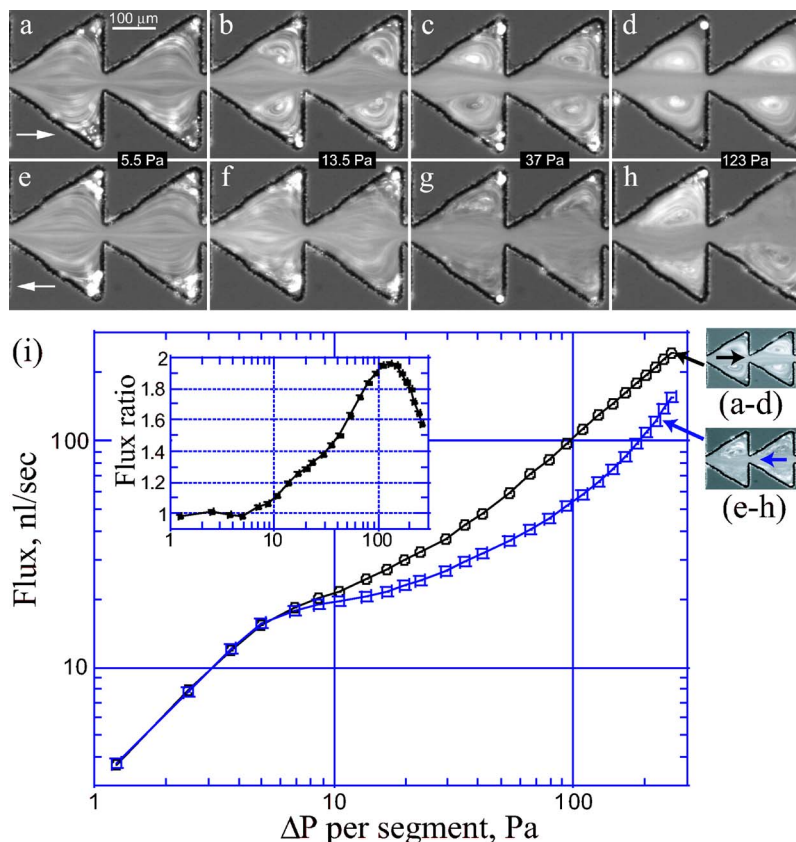 a
100 μm
b
c
d
5.5 Pa
13.5 Pa
37 Pa
123 Pa
e
f
g
h
(i)
Flux, nl/sec
100
10
1
10
100
ΔP per segment, Pa
Flux ratio
2
1.8
1.6
1.4
1.2
1
1
10
100
(a-d)
(e-h)